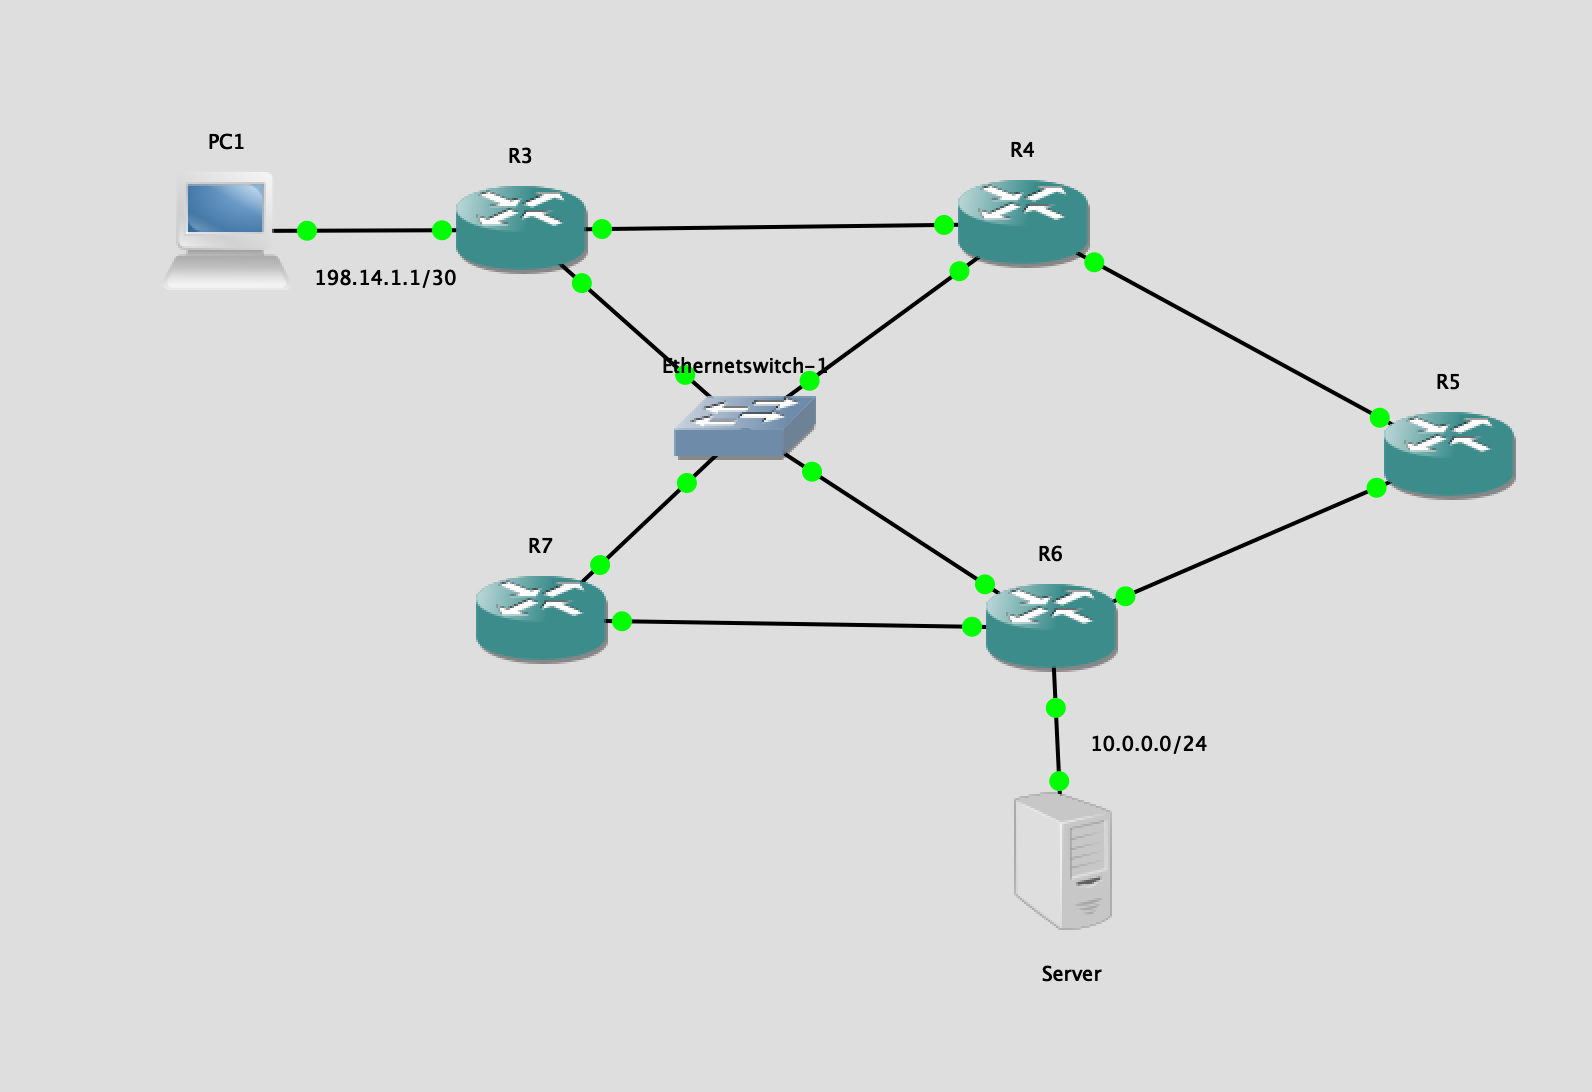 PC1
R3
R4
198.14.1.1/30
Ethernetswitch-1
R5
R7
R6
10.0.0.0/24
Server